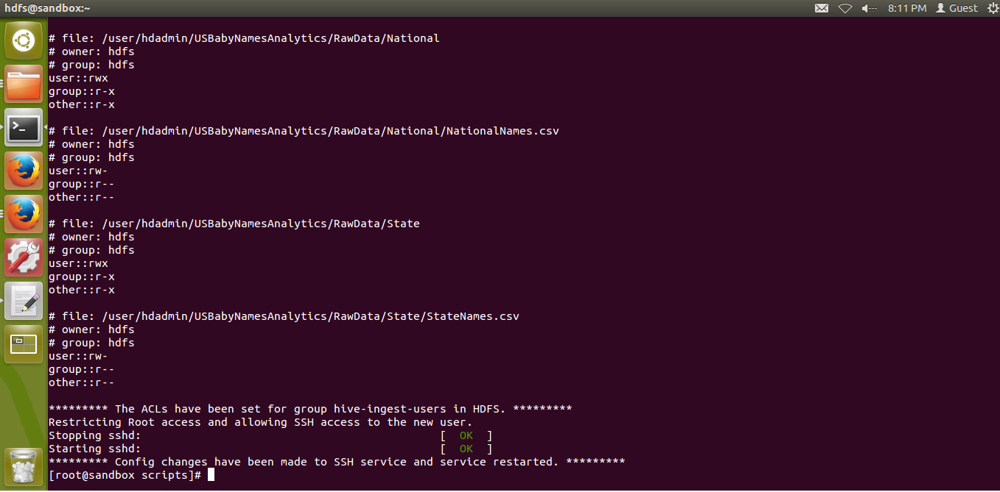 hdfs@sandbox:~ 8:11 PM Guest
# file: /user/hdadmin/USBabyNamesAnalytics/RawData/National
# owner: hdfs
# group: hdfs
user::rwx
group::r-x
other::r-x
# file: /user/hdadmin/USBabyNamesAnalytics/RawData/National/NationalNames.csv
# owner: hdfs
# group: hdfs
user::rw-
group::r--
other::r--
# file: /user/hdadmin/USBabyNamesAnalytics/RawData/State
# owner: hdfs
# group: hdfs
user::rwx
group::r-x
other::r-x
# file: /user/hdadmin/USBabyNamesAnalytics/RawData/State/StateNames.csv
# owner: hdfs
# group: hdfs
user::rw-
group::r--
other::r--
********* The ACLs have been set for group hive-ingest-users in HDFS. *********
Restricting Root access and allowing SSH access to the new user.
Stopping sshd: [ OK ]
Starting sshd: [ OK ]
********* Config changes have been made to SSH service and service restarted. *********
[root@sandbox scripts]#